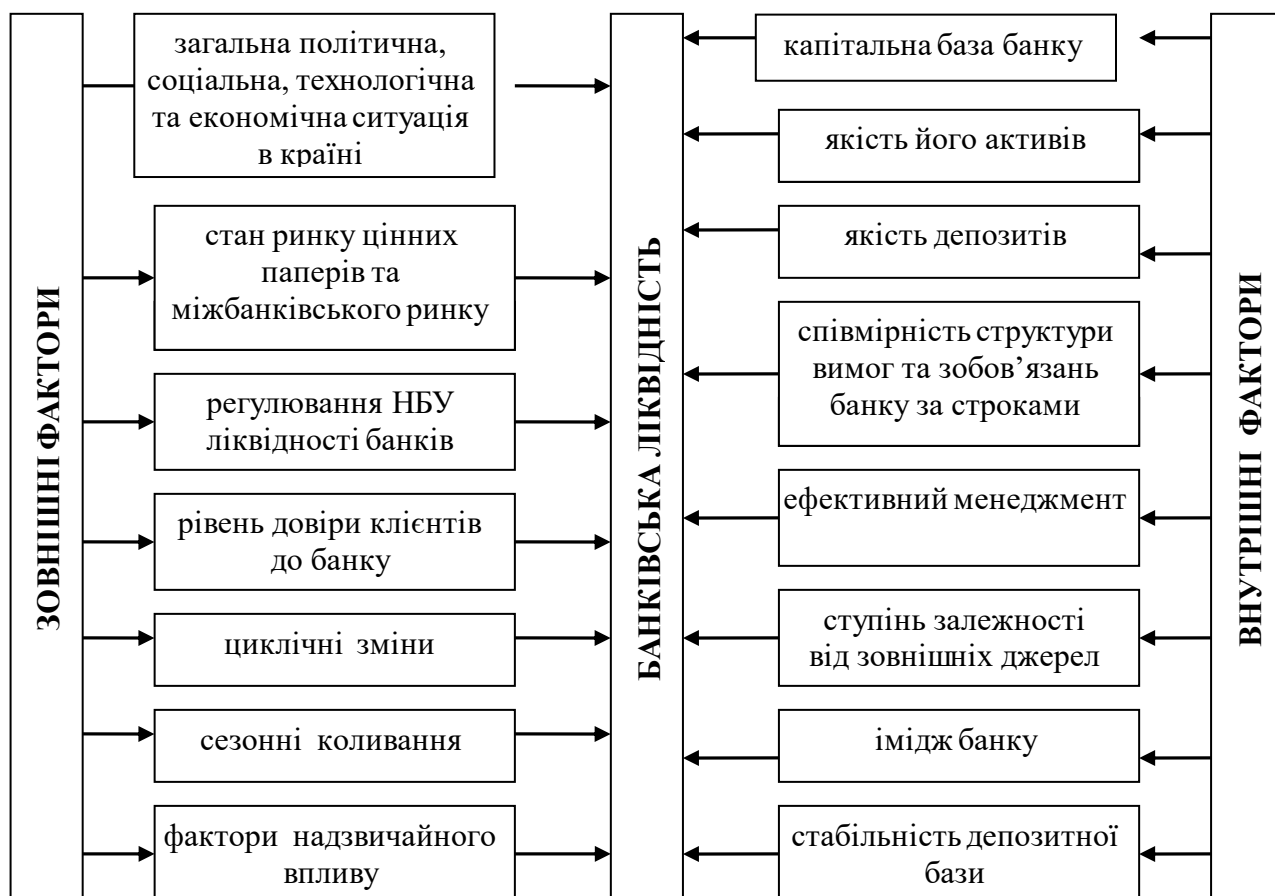 ЗОВНІШНІ ФАКТОРИ
загальна політична,
соціальна, технологічна
та економічна ситуація
в країні
стан ринку цінних
паперів та
міжбанківського ринку
регулювання НБУ
ліквідності банків
рівень довіри клієнтів
до банку
циклічні зміни
сезонні коливання
фактори надзвичайного
впливу
БАНКІВСЬКА ЛІКВІДНІСТЬ
капітальна база банку
якість його активів
якість депозитів
співмірність структури
вимог та зобов’язань
банку за строками
ефективний менеджмент
ступінь залежності
від зовнішніх джерел
імідж банку
стабільність депозитної
бази
ВНУТРІШНІ ФАКТОРИ